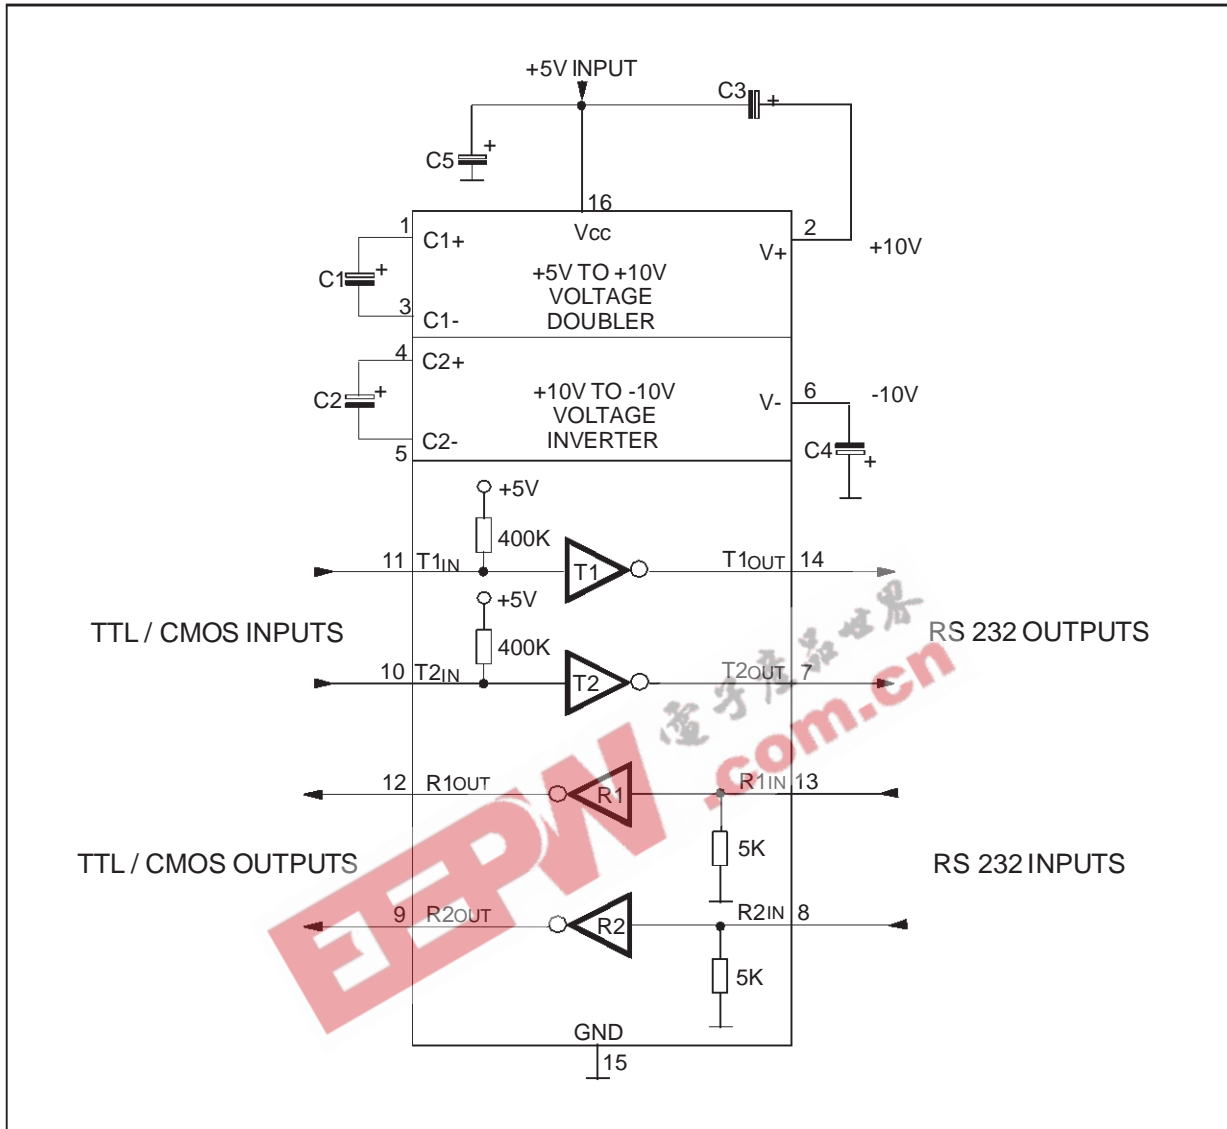 +5V INPUT
C3
+
C5
+
16
1
2
C1+
Vcc
V+
+10V
C1
+
+5V TO +10V
VOLTAGE
DOUBLER
3
C1-
4
C2+
C2
+
+10V TO -10V
VOLTAGE
INVERTER
V-
6
-10V
5
C2-
C4
+
+5V
400K
11
T1IN
T1
T1OUT
14
+5V
400K
TTL / CMOS INPUTS
RS 232 OUTPUTS
10
T2IN
T2
T2OUT
7
電子產品世界
.com.cn
EEPW
12
R1OUT
R1
R1IN
13
5K
TTL / CMOS OUTPUTS
RS 232 INPUTS
9
R2OUT
R2
R2IN
8
5K
GND
15